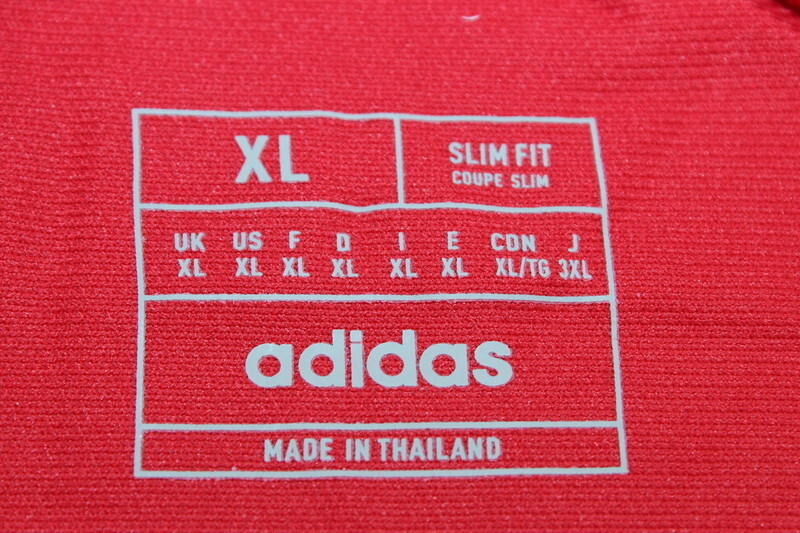 XL
SLIM FIT
COUPE SLIM
UK US F D I E CDN J
XL XL XL XL XL XL XL/TG 3XL
adidas
MADE IN THAILAND